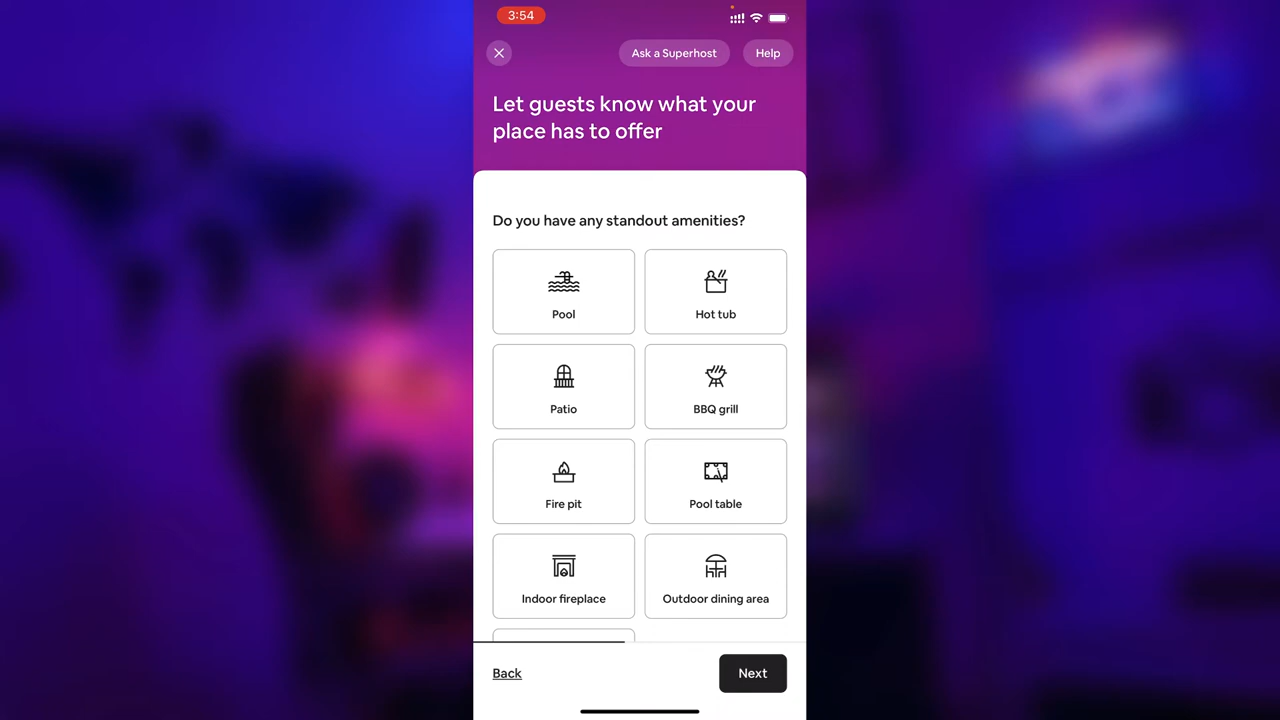 3:54
Ask a Superhost
Help
Let guests know what your
place has to offer
Do you have any standout amenities?
Pool
Hot tub
Patio
BBQ grill
Fire pit
Pool table
Indoor fireplace
Outdoor dining area
Back
Next